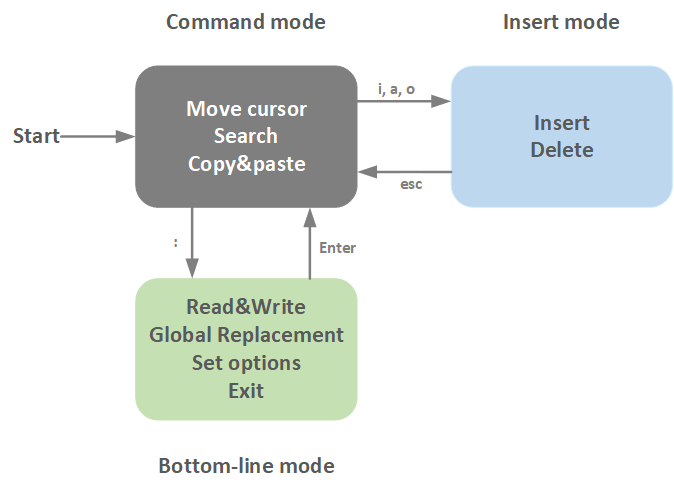 Command mode
Insert mode
Start
Move cursor
Search
Copy&paste
i, a, o
Insert
Delete
esc
:
Enter
Read&Write
Global Replacement
Set options
Exit
Bottom-line mode